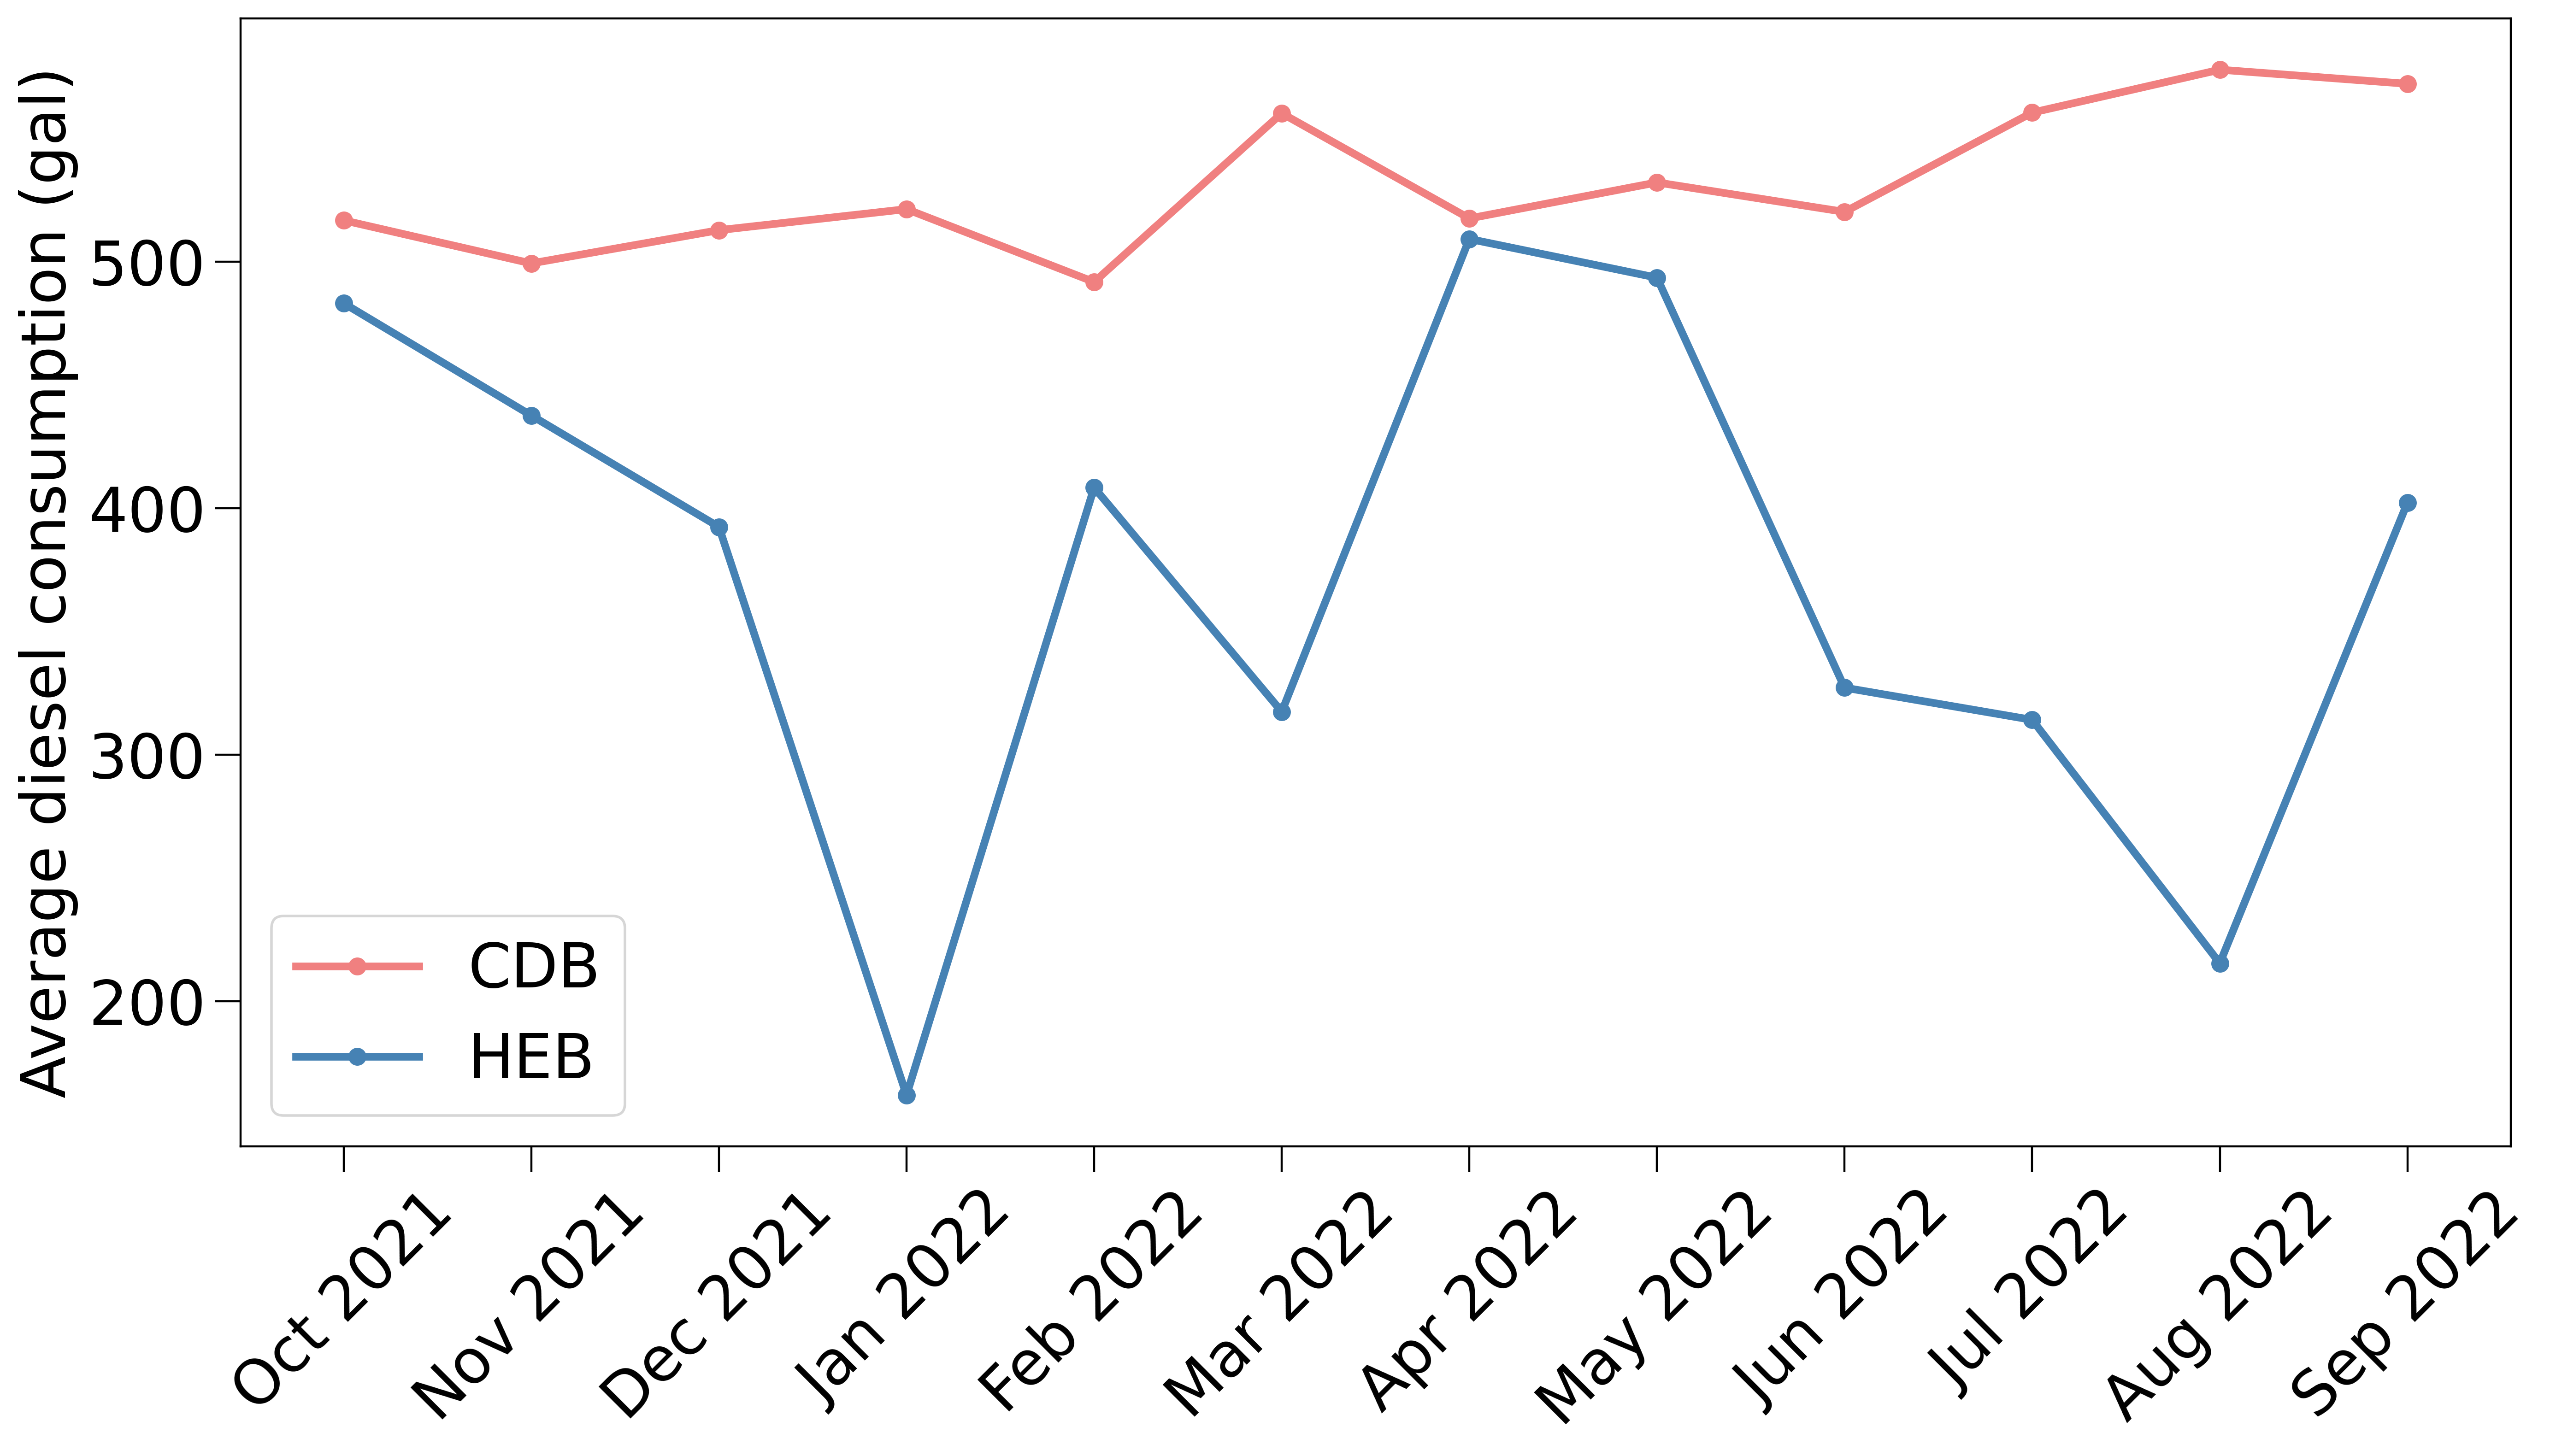 Average diesel consumption (gal)
500
400
300
200
CDB
HEB
Oct 2021
Nov 2021
Dec 2021
Jan 2022
Feb 2022
Mar 2022
Apr 2022
May 2022
Jun 2022
Jul 2022
Aug 2022
Sep 2022